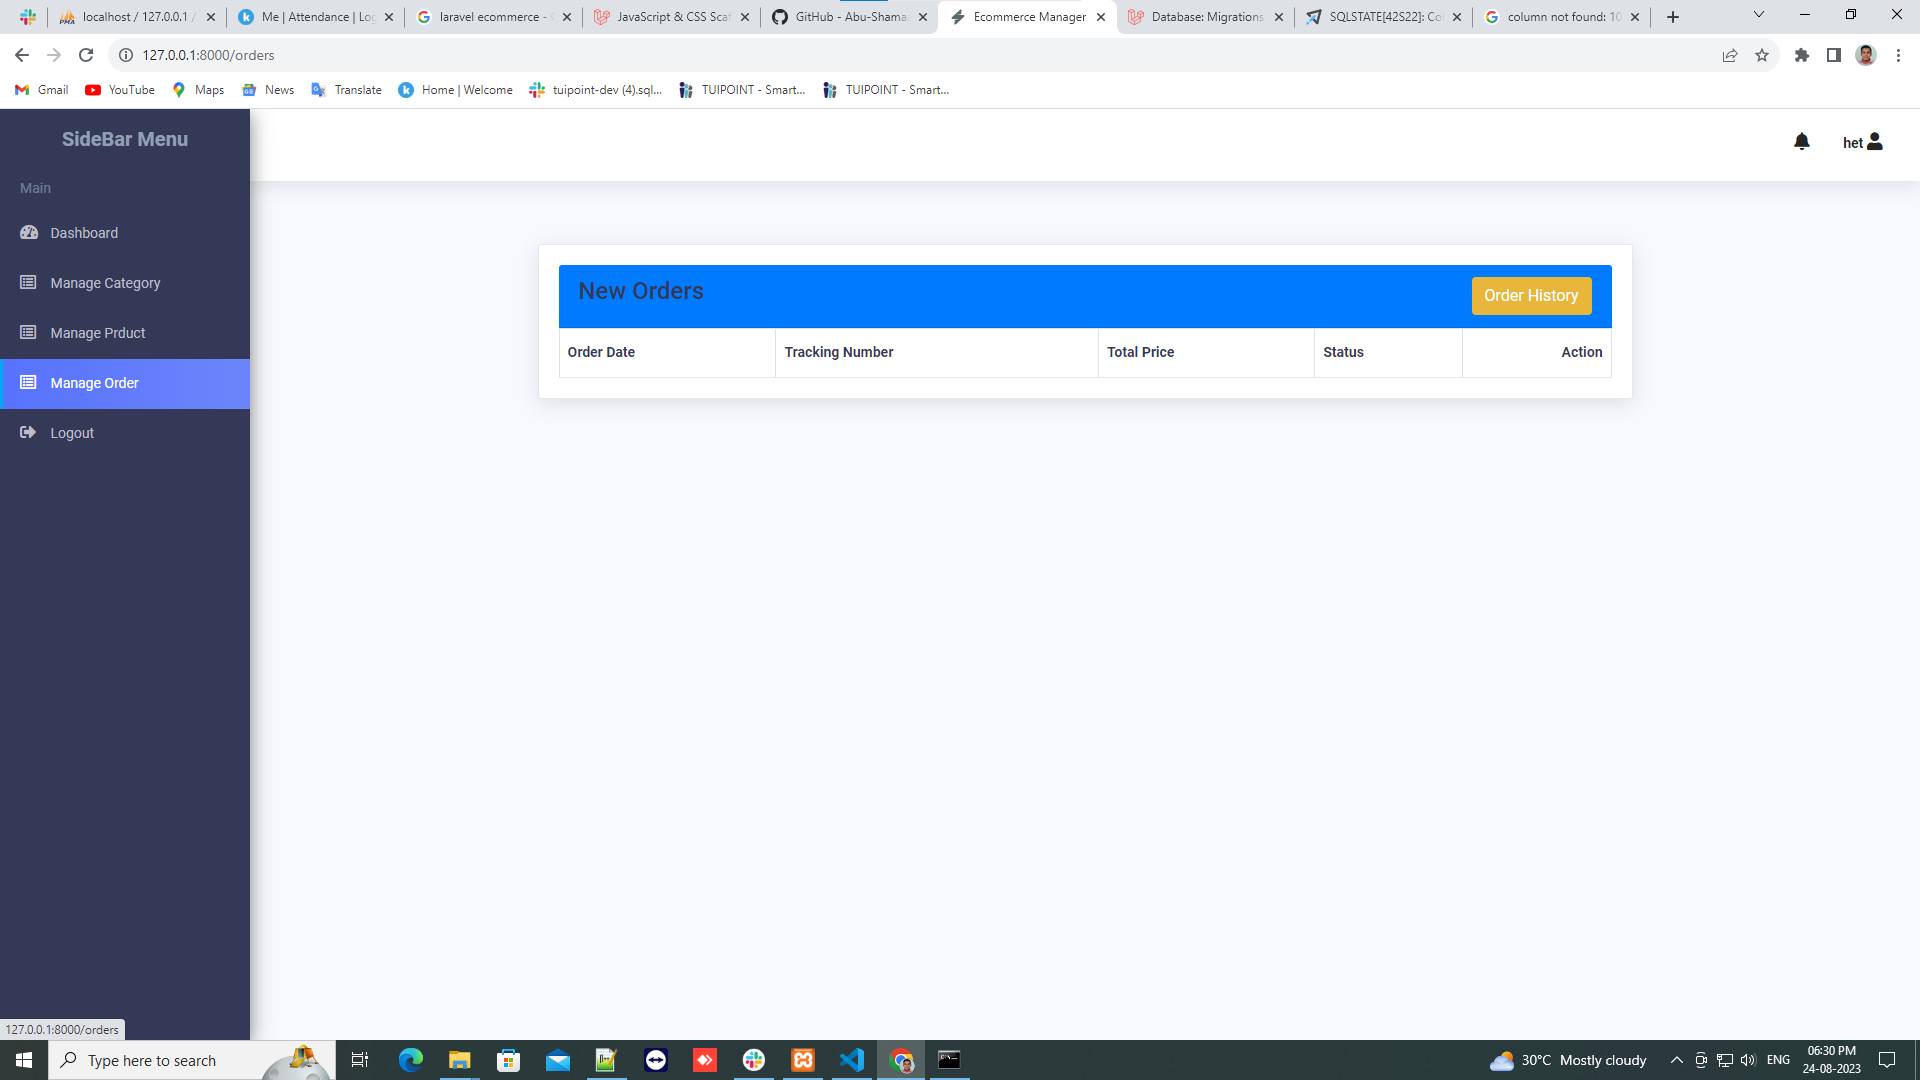 localhost / 127.0.0.1 /
Me | Attendance | Log
laravel ecommerce -
JavaScript & CSS Scaf
GitHub - Abu-Shamaa
Ecommerce Manager
Database: Migrations
SQLSTATE[42S22]: Col
column not found: 10
127.0.0.1:8000/orders
Gmail
YouTube
Maps
News
Translate
Home | Welcome
tuipoint-dev (4).sql...
TUIPOINT - Smart...
TUIPOINT - Smart...
SideBar Menu
het
Main
Dashboard
Manage Category
Manage Prduct
Manage Order
Logout
New Orders
Order History
Order Date
Tracking Number
Total Price
Status
Action
127.0.0.1:8000/orders
Type here to search
30°C Mostly cloudy
ENG
06:30 PM
24-08-2023